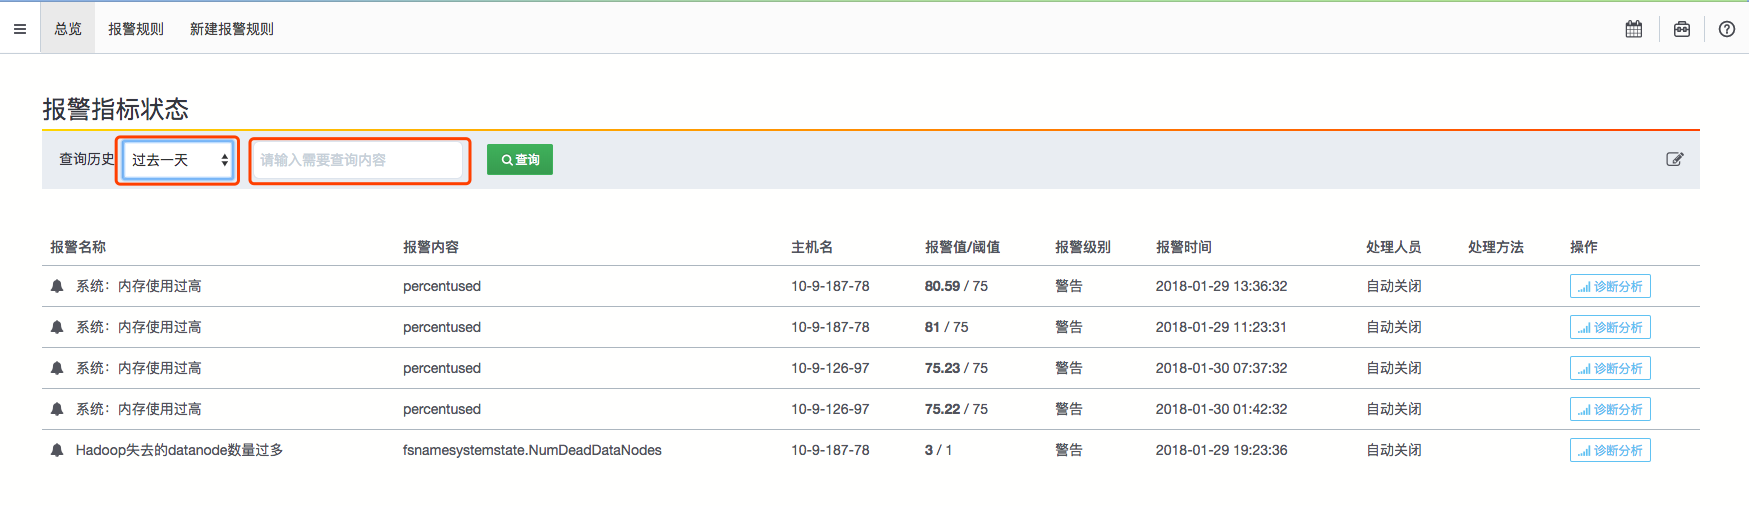 总览 报警规则 新建报警规则
报警指标状态
查询历史 过去一天 请输入需要查询内容 查询
报警名称 报警内容 主机名 报警值/阈值 报警级别 报警时间 处理人员 处理方法 操作
系统：内存使用过高 percentused 10-9-187-78 80.59 / 75 警告 2018-01-29 13:36:32 自动关闭 诊断分析
系统：内存使用过高 percentused 10-9-187-78 81 / 75 警告 2018-01-29 11:23:31 自动关闭 诊断分析
系统：内存使用过高 percentused 10-9-126-97 75.23 / 75 警告 2018-01-30 07:37:32 自动关闭 诊断分析
系统：内存使用过高 percentused 10-9-126-97 75.22 / 75 警告 2018-01-30 01:42:32 自动关闭 诊断分析
Hadoop失去的datanode数量过多 fsnamesystemstate.NumDeadDataNodes 10-9-187-78 3 / 1 警告 2018-01-29 19:23:36 自动关闭 诊断分析